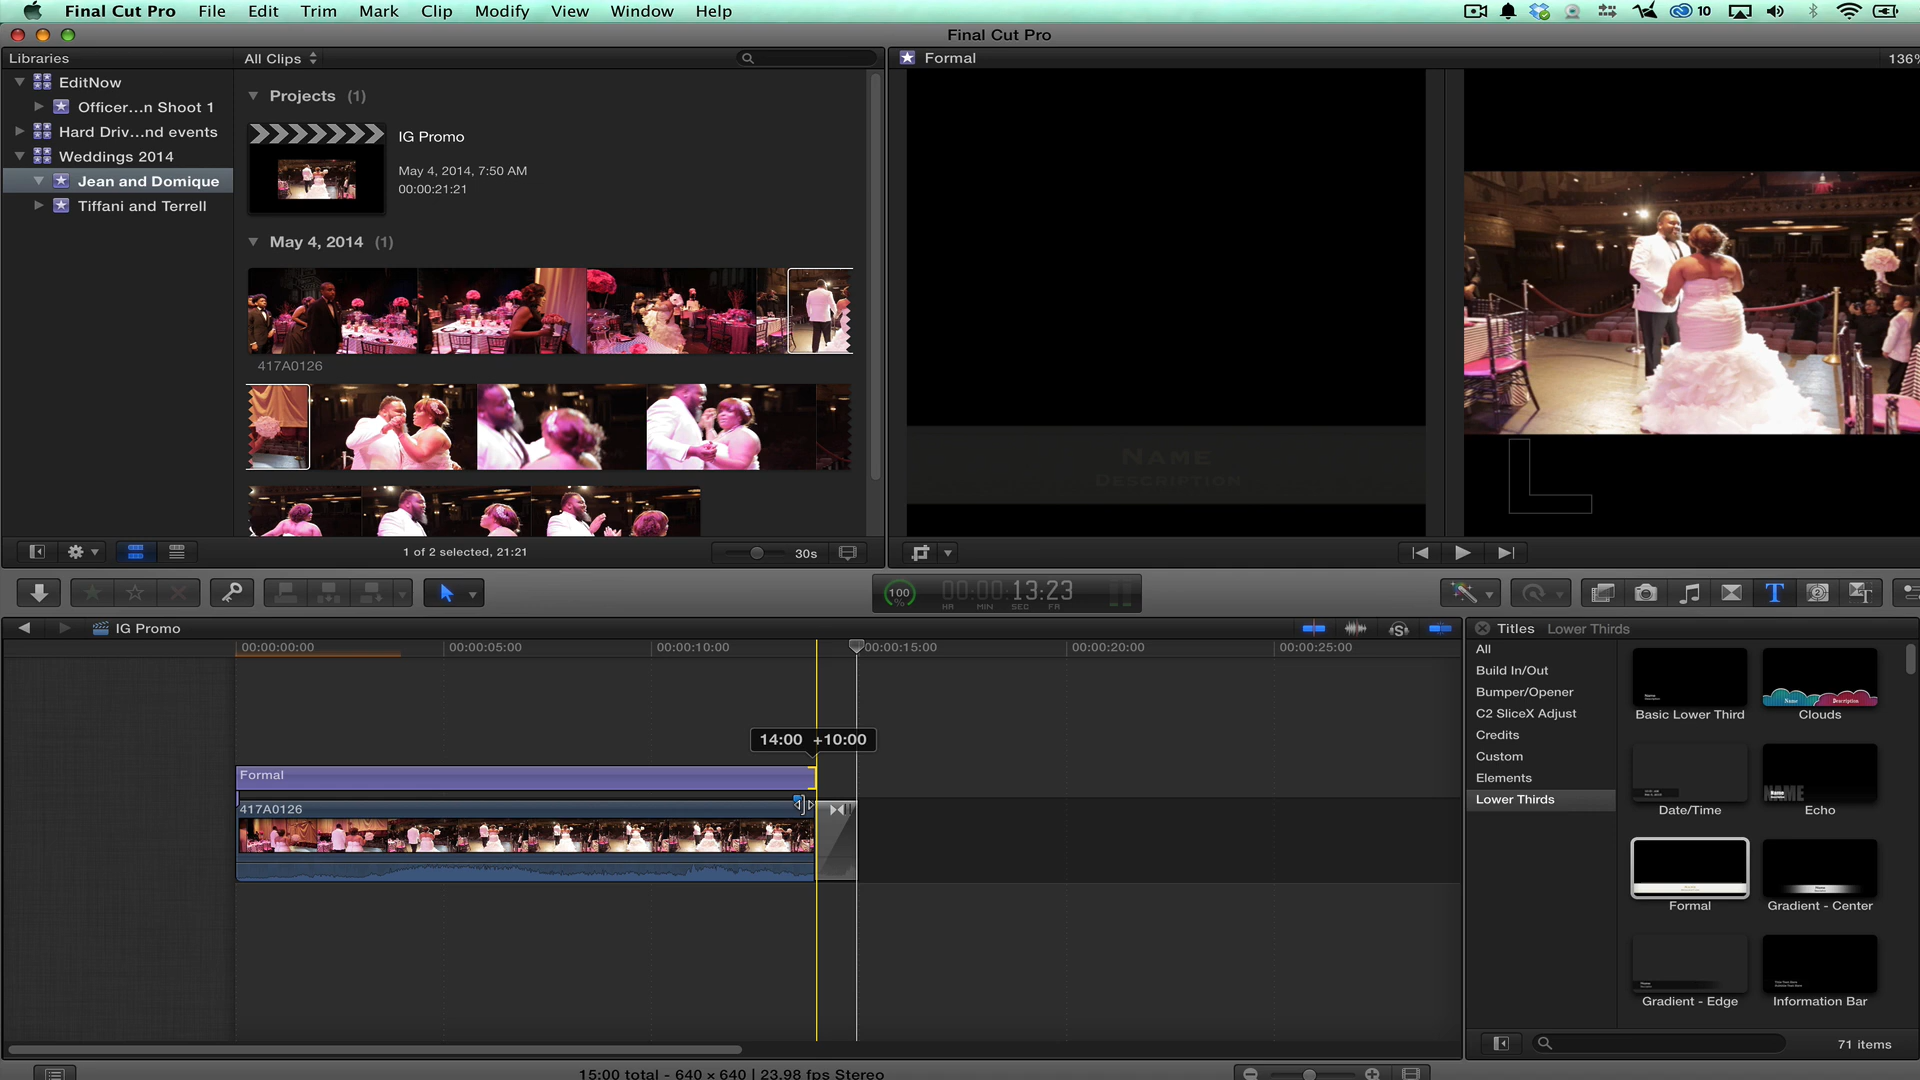 Final Cut Pro File Edit Trim Mark Clip Modify View Window Help
10
Final Cut Pro
Libraries
All Clips
Formal
136%
EditNow
Officer...n Shoot 1
Hard Driv...nd events
Weddings 2014
Jean and Domique
Tiffani and Terrell
Projects (1)
IG Promo
May 4, 2014, 7:50 AM
00:00:21:21
May 4, 2014 (1)
417A0126
Name
Description
1 of 2 selected, 21:21
30s
100
%
00:00:13:23
HR MIN SEC FR
IG Promo
Titles Lower Thirds
00:00:00:00
00:00:05:00
00:00:10:00
00:00:15:00
00:00:20:00
00:00:25:00
14:00 +10:00
Formal
417A0126
All
Build In/Out
Bumper/Opener
C2 SliceX Adjust
Credits
Custom
Elements
Lower Thirds
Basic Lower Third
Name
Description
Clouds
Date/Time
Name
Echo
Formal
Gradient - Center
Gradient - Edge
Information Bar
71 items
15:00 total - 640 × 640 | 23.98 fps Stereo